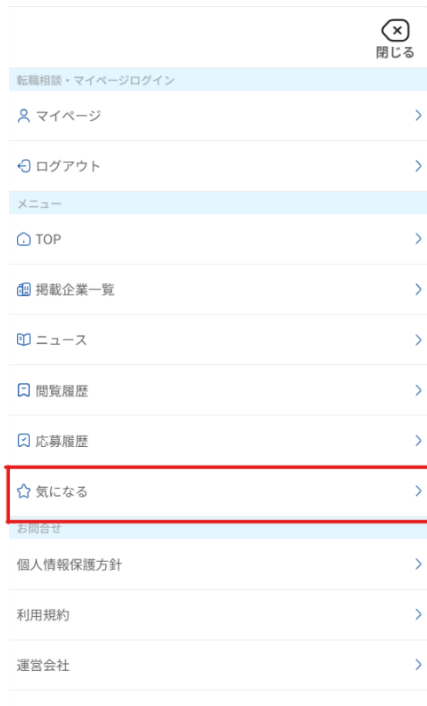 閉じる
転職相談・マイページログイン
マイページ
ログアウト
メニュー
TOP
掲載企業一覧
ニュース
閲覧履歴
応募履歴
気になる
お問合せ
個人情報保護方針
利用規約
運営会社